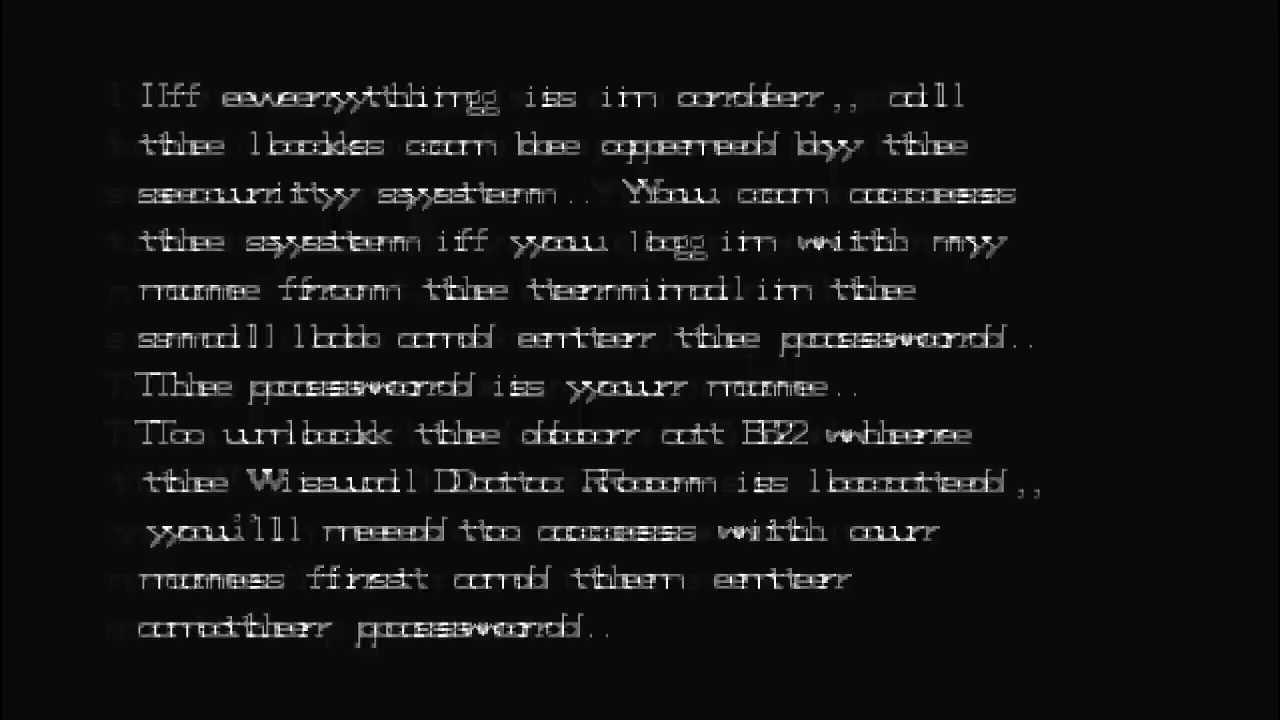 If everything is in order, all
the locks can be opened by the
security system. You can access
the system if you log in with my
name from the terminal in the
small lab and enter the password.
The password is your name.
To unlock the door at B2 where
the Visual Data Room is located,
you'll need to access with our
names first and then enter
another password.